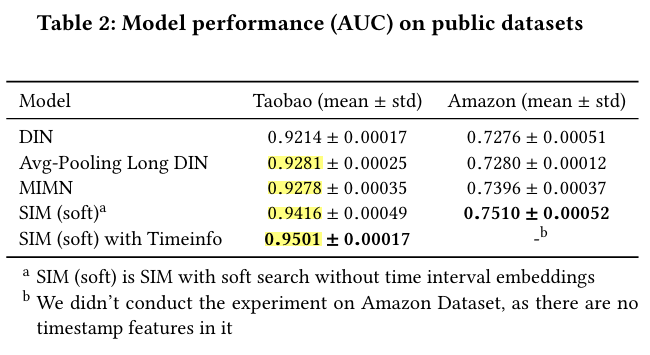 Table 2: Model performance (AUC) on public datasets
Model Taobao (mean ± std) Amazon (mean ± std)
DIN 0.9214 ± 0.00017 0.7276 ± 0.00051
Avg-Pooling Long DIN 0.9281 ± 0.00025 0.7280 ± 0.00012
MIMN 0.9278 ± 0.00035 0.7396 ± 0.00037
SIM (soft)ᵃ 0.9416 ± 0.00049 0.7510 ± 0.00052
SIM (soft) with Timeinfo 0.9501 ± 0.00017 -ᵇ
ᵃ SIM (soft) is SIM with soft search without time interval embeddings
ᵇ We didn't conduct the experiment on Amazon Dataset, as there are no
timestamp features in it